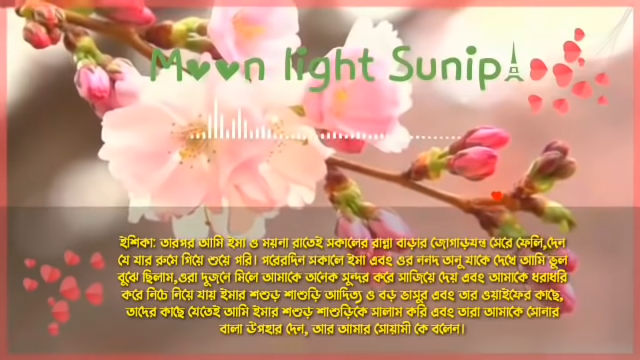 Moon light Sunipa
ইশিকা: তারপর আমি ইমা ও ময়না রাতেই সকালের রান্না বাড়ার জোগাড়যন্ত্র সেরে ফেলি,দেন
যে যার রুমে গিয়ে শুয়ে পরি। পরেরদিন সকালে ইমা এবং ওর ননদ অনু যাকে দেখে আমি ভুল
বুঝে ছিলাম,ওরা দুজনে মিলে আমাকে অনেক সুন্দর করে সাজিয়ে দেয় এবং আমাকে ধরাধরি
করে নিচে নিয়ে যায় ইমার শশুড় শাশুড়ি আদিত্য ও বড় ভাসুর এবং তার ওয়াইফের কাছে,
তাদের কাছে যেতেই আমি ইমার শশুড় শাশুড়িকে সালাম করি এবং তারা আমাকে সোনার
বালা উপহার দেন, আর আমার সোয়ামী কে বলেন।